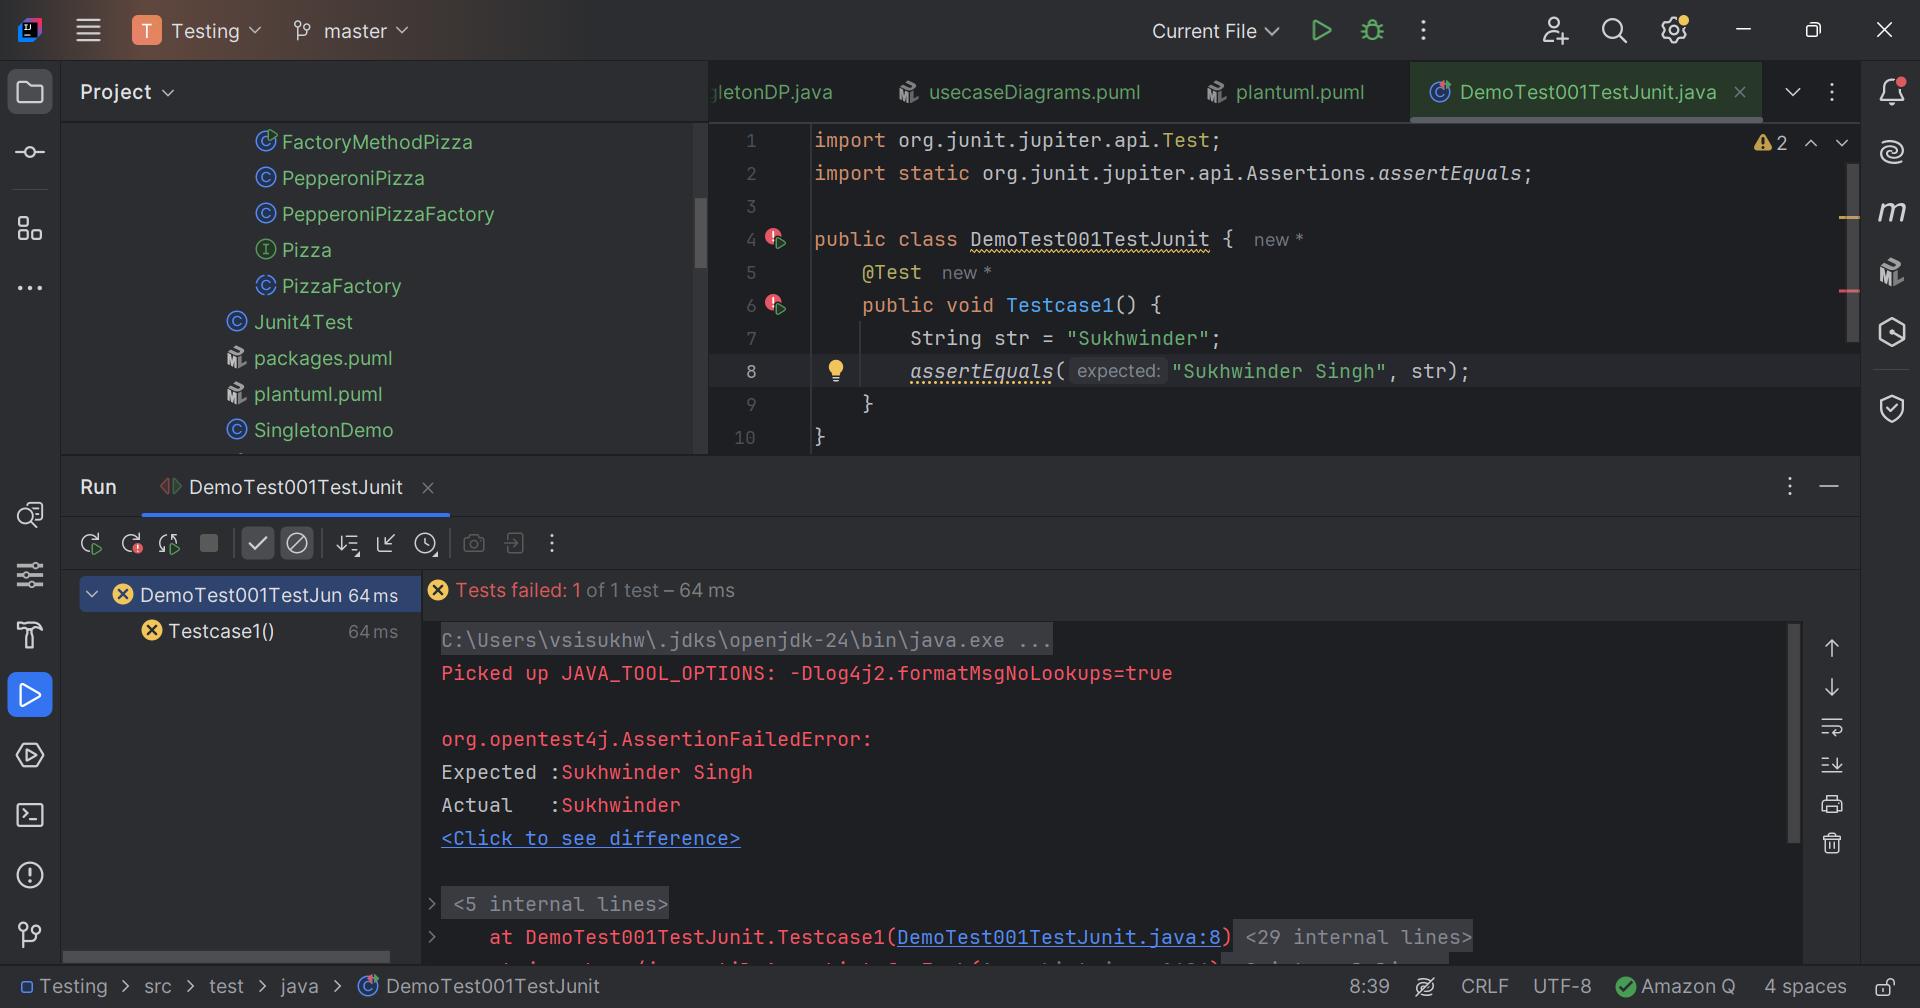 T Testing master Current File
Project
gletonDP.java usecaseDiagrams.puml plantuml.puml DemoTest001TestJunit.java
FactoryMethodPizza
PepperoniPizza
PepperoniPizzaFactory
Pizza
PizzaFactory
Junit4Test
packages.puml
plantuml.puml
SingletonDemo
2
1 import org.junit.jupiter.api.Test;
2 import static org.junit.jupiter.api.Assertions.assertEquals;
3
4 public class DemoTest001TestJunit { new *
5 @Test new *
6 public void Testcase1() {
7 String str = "Sukhwinder";
8 assertEquals( expected: "Sukhwinder Singh", str);
9 }
10 }
Run DemoTest001TestJunit
DemoTest001TestJun 64 ms
Testcase1() 64 ms
Tests failed: 1 of 1 test – 64 ms
C:\Users\vsisukhw\.jdks\openjdk-24\bin\java.exe ...
Picked up JAVA_TOOL_OPTIONS: -Dlog4j2.formatMsgNoLookups=true
org.opentest4j.AssertionFailedError:
Expected :Sukhwinder Singh
Actual :Sukhwinder
<Click to see difference>
<5 internal lines>
at DemoTest001TestJunit.Testcase1(DemoTest001TestJunit.java:8) <29 internal lines>
Testing > src > test > java > DemoTest001TestJunit 8:39 CRLF UTF-8 Amazon Q 4 spaces